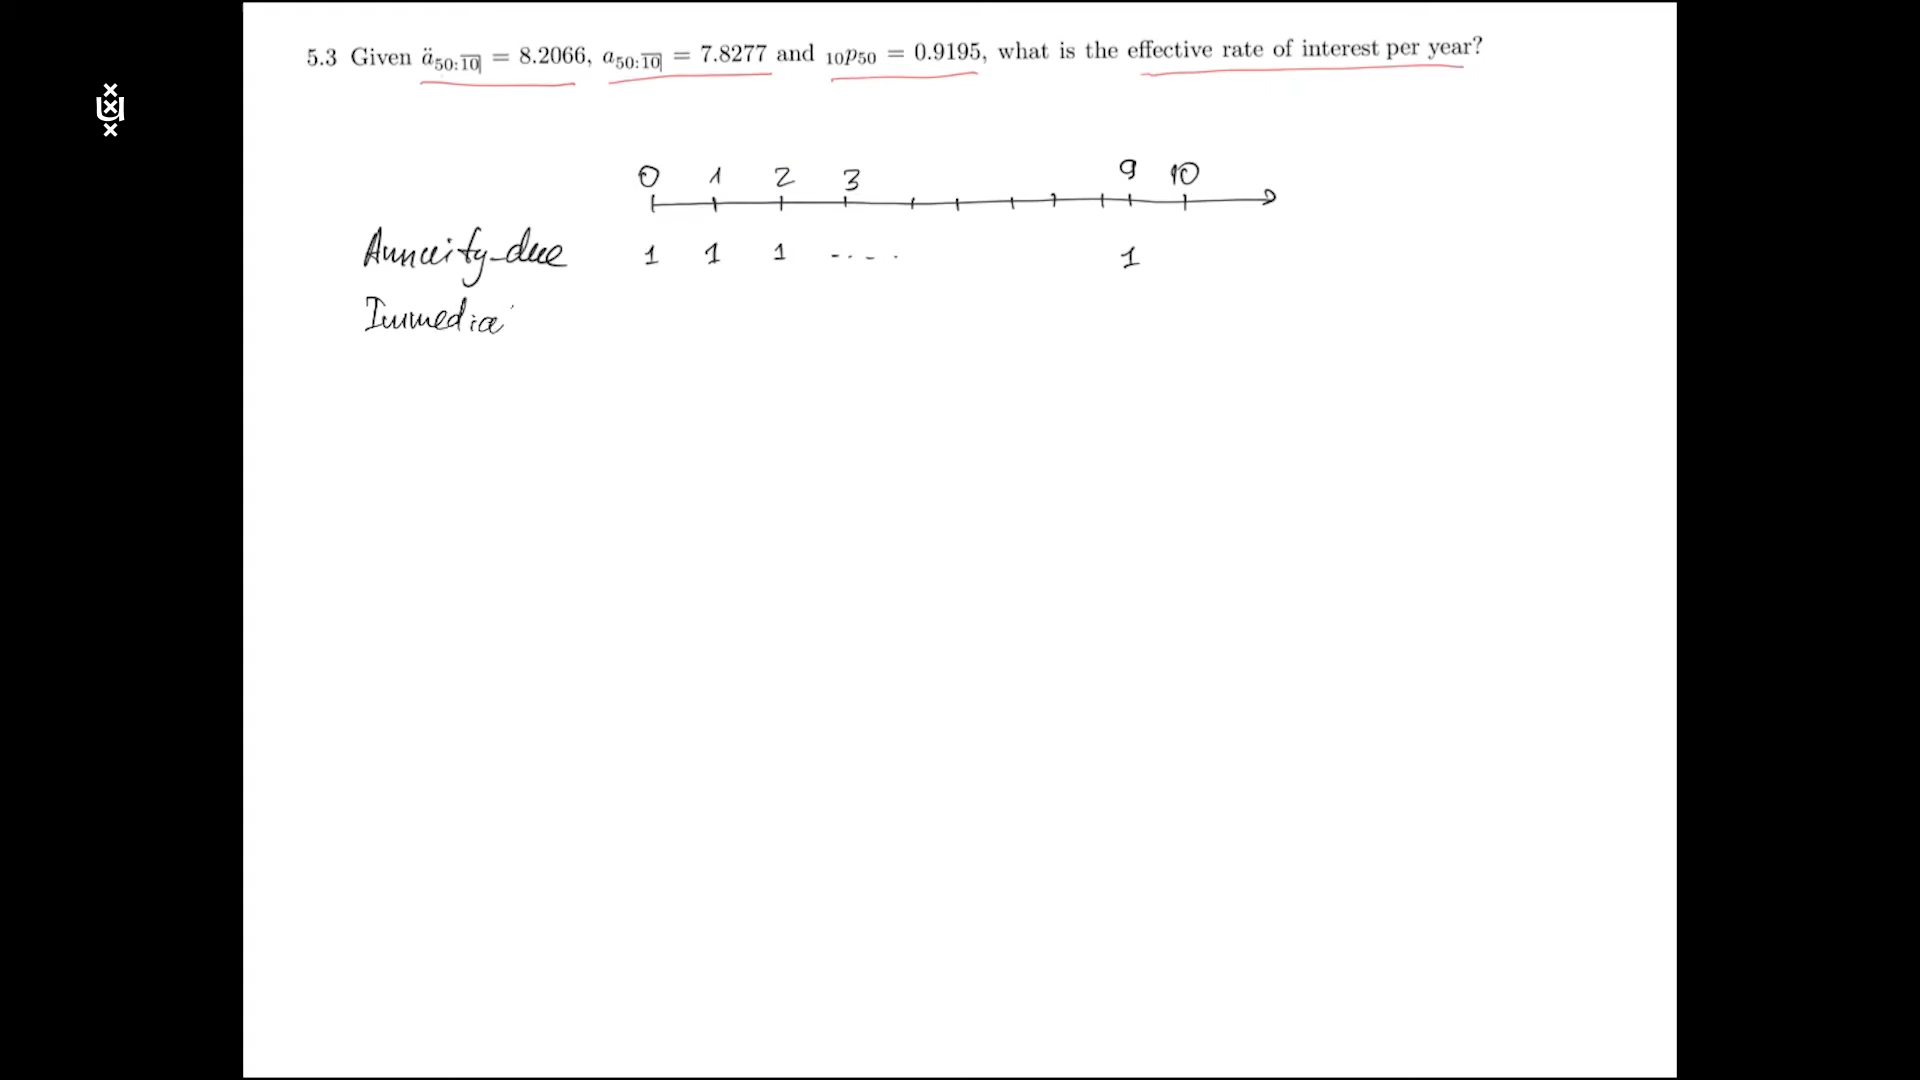 5.3 Given ä₅₀:₁₀ = 8.2066, a₅₀:₁₀ = 7.8277 and ₁₀p₅₀ = 0.9195, what is the effective rate of interest per year?
0 1 2 3 9 10
Annuity-due 1 1 1 ..... 1
Immedia